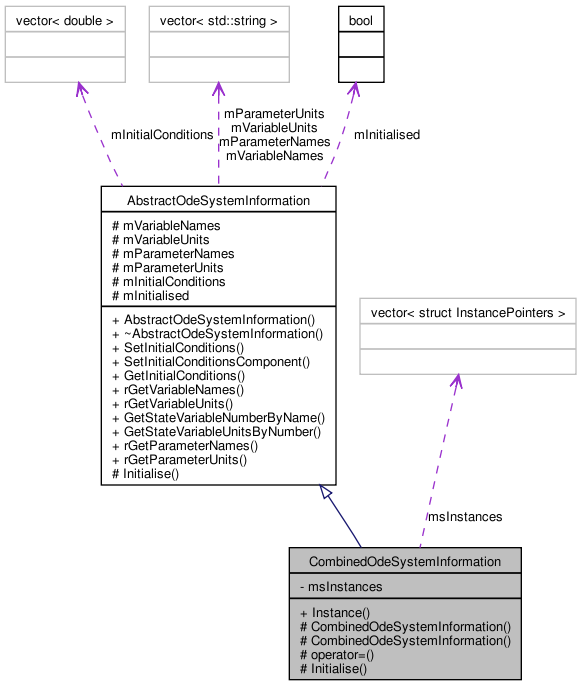 vector< double >
vector< std::string >
bool
mInitialConditions
mParameterUnits
mVariableUnits
mParameterNames
mVariableNames
mInitialised
AbstractOdeSystemInformation
# mVariableNames
# mVariableUnits
# mParameterNames
# mParameterUnits
# mInitialConditions
# mInitialised
+ AbstractOdeSystemInformation()
+ ~AbstractOdeSystemInformation()
+ SetInitialConditions()
+ SetInitialConditionsComponent()
+ GetInitialConditions()
+ rGetVariableNames()
+ rGetVariableUnits()
+ GetStateVariableNumberByName()
+ GetStateVariableUnitsByNumber()
+ rGetParameterNames()
+ rGetParameterUnits()
# Initialise()
vector< struct InstancePointers >
msInstances
CombinedOdeSystemInformation
- msInstances
+ Instance()
# CombinedOdeSystemInformation()
# CombinedOdeSystemInformation()
# operator=()
# Initialise()